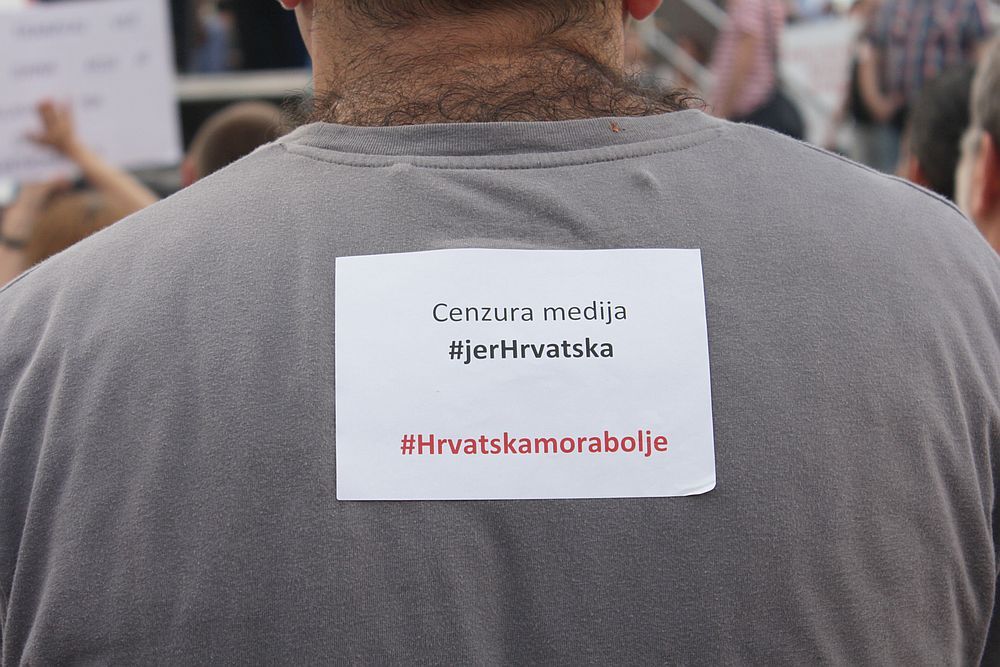 Cenzura medija
#jerHrvatska
#Hrvatskamorabolje